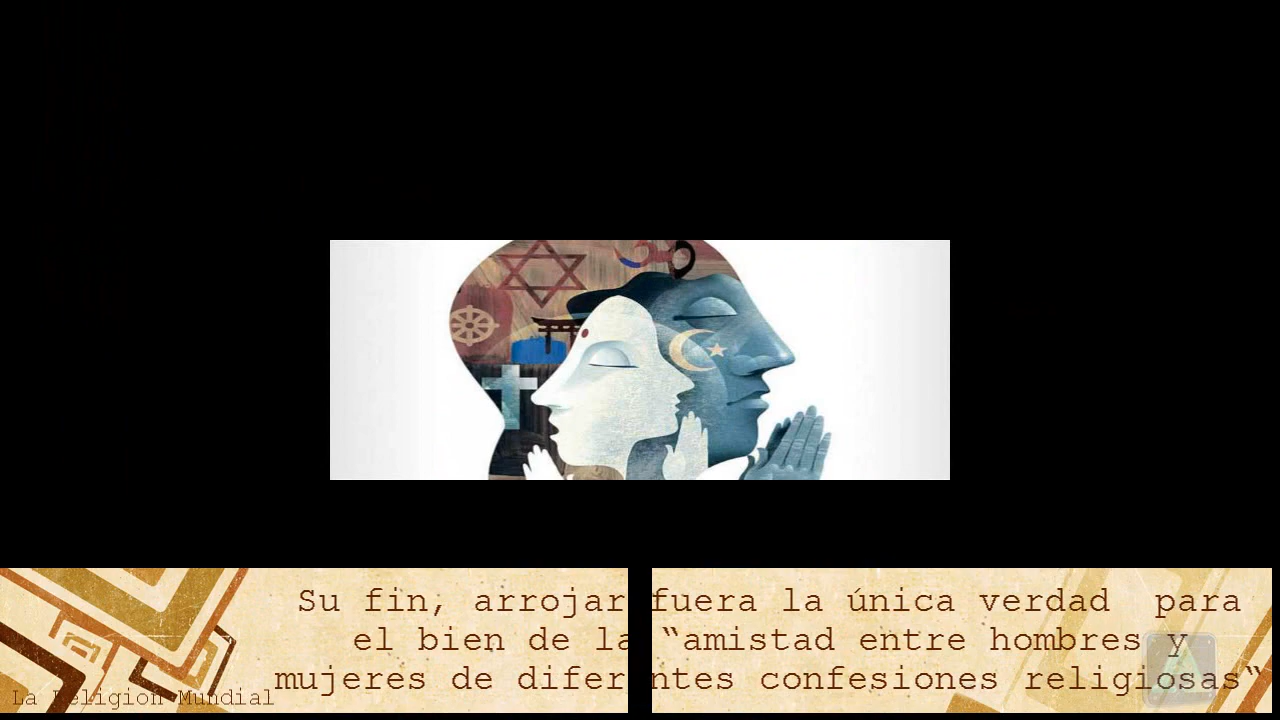 Su fin, arrojar fuera la única verdad para
el bien de la “amistad entre hombres y
mujeres de diferentes confesiones religiosas“
La Religion Mundial